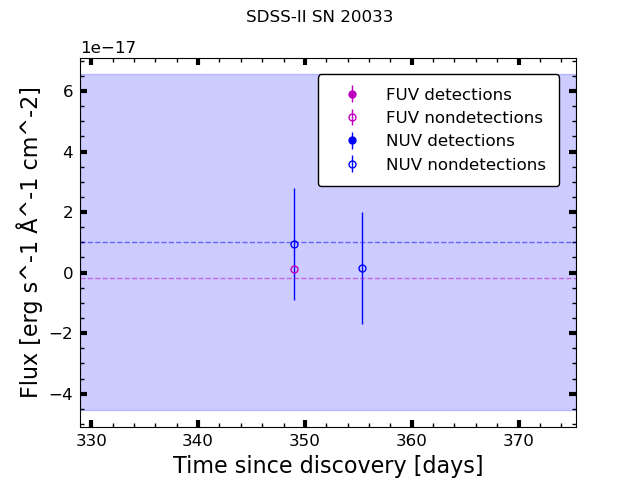 SDSS-II SN 20033
1e−17
FUV detections
FUV nondetections
NUV detections
NUV nondetections
6
4
2
0
−2
−4
Flux [erg s^-1 Å^-1 cm^-2]
330 340 350 360 370
Time since discovery [days]